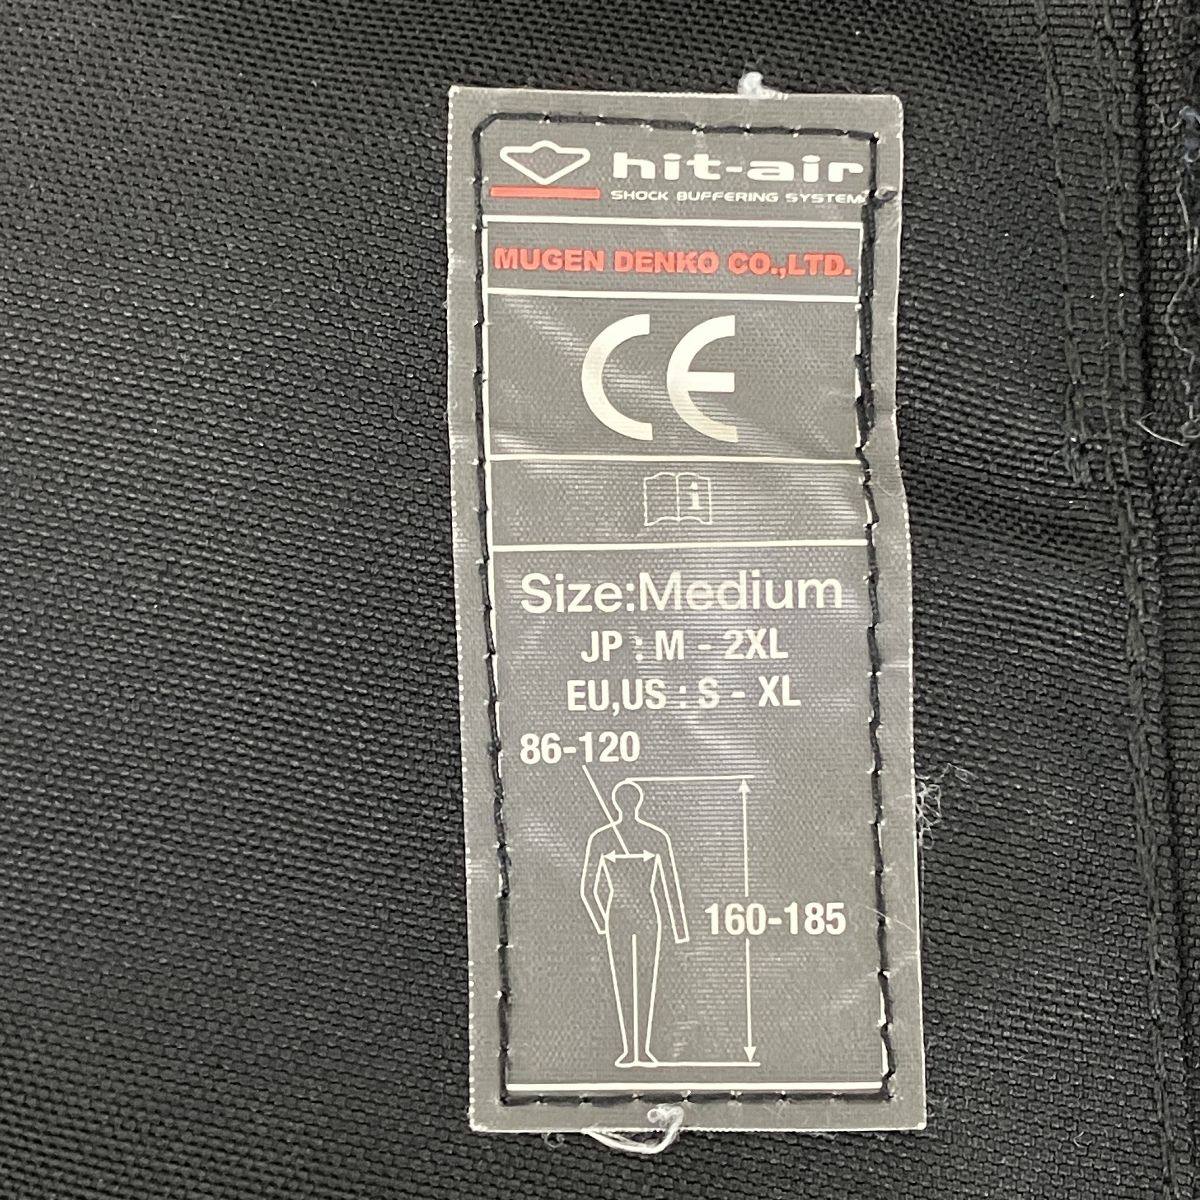 hit-air
SHOCK BUFFERING SYSTEM
MUGEN DENKO CO.,LTD.
CE
i
Size:Medium
JP : M - 2XL
EU,US : S - XL
86-120
160-185